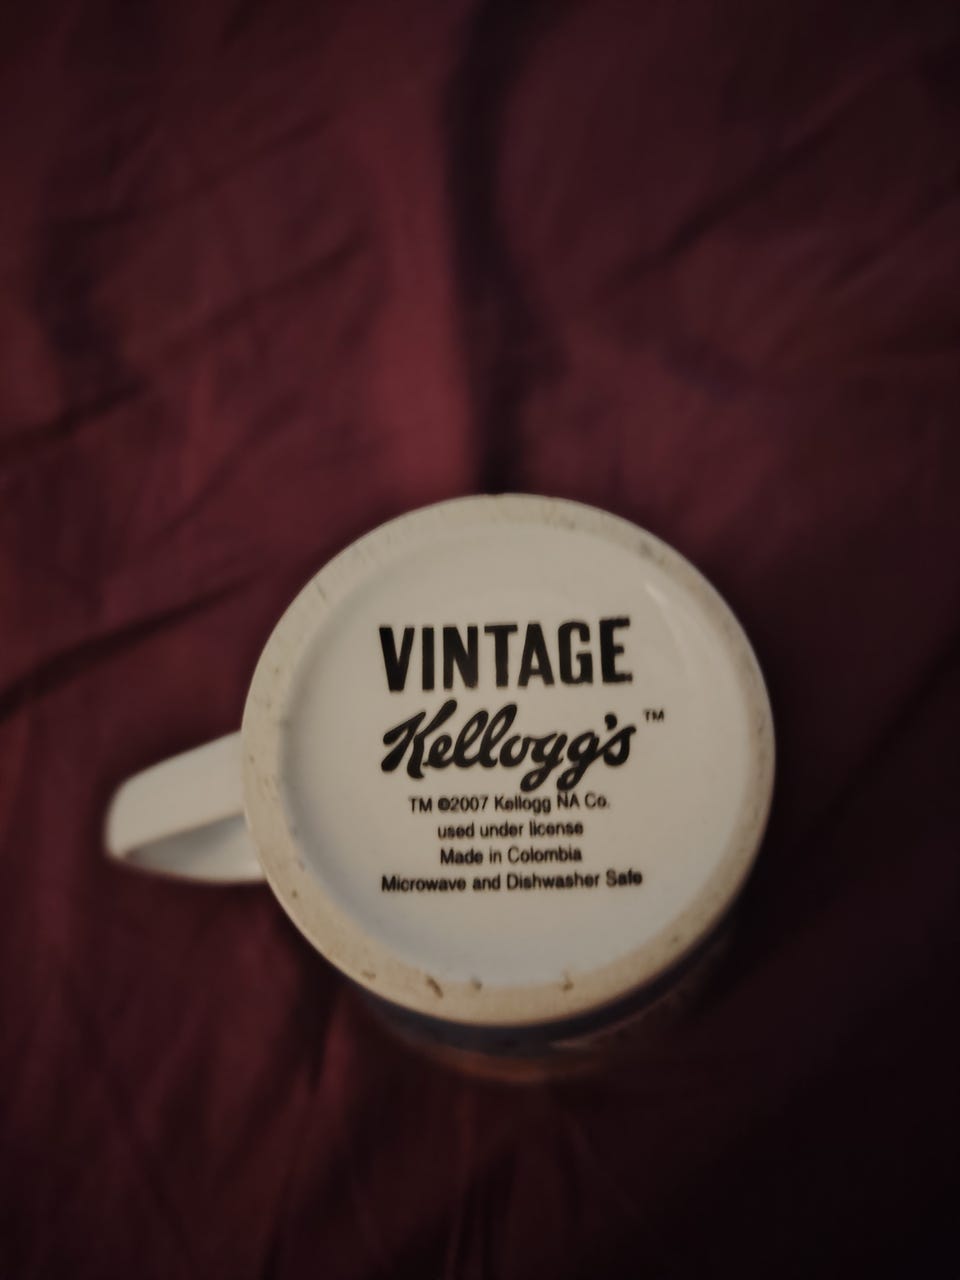 VINTAGE
Kellogg's™
TM ©2007 Kellogg NA Co.
used under license
Made in Colombia
Microwave and Dishwasher Safe